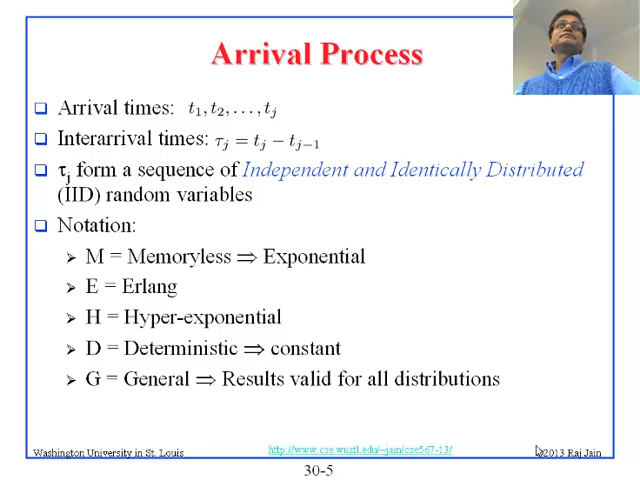 Arrival Process
❑ Arrival times: t₁, t₂, . . . , tⱼ
❑ Interarrival times: τⱼ = tⱼ − tⱼ₋₁
❑ τⱼ form a sequence of Independent and Identically Distributed
(IID) random variables
❑ Notation:
➢ M = Memoryless ⇒ Exponential
➢ E = Erlang
➢ H = Hyper-exponential
➢ D = Deterministic ⇒ constant
➢ G = General ⇒ Results valid for all distributions
Washington University in St. Louis http://www.cse.wustl.edu/~jain/cse567-13/ ©2013 Raj Jain
30-5